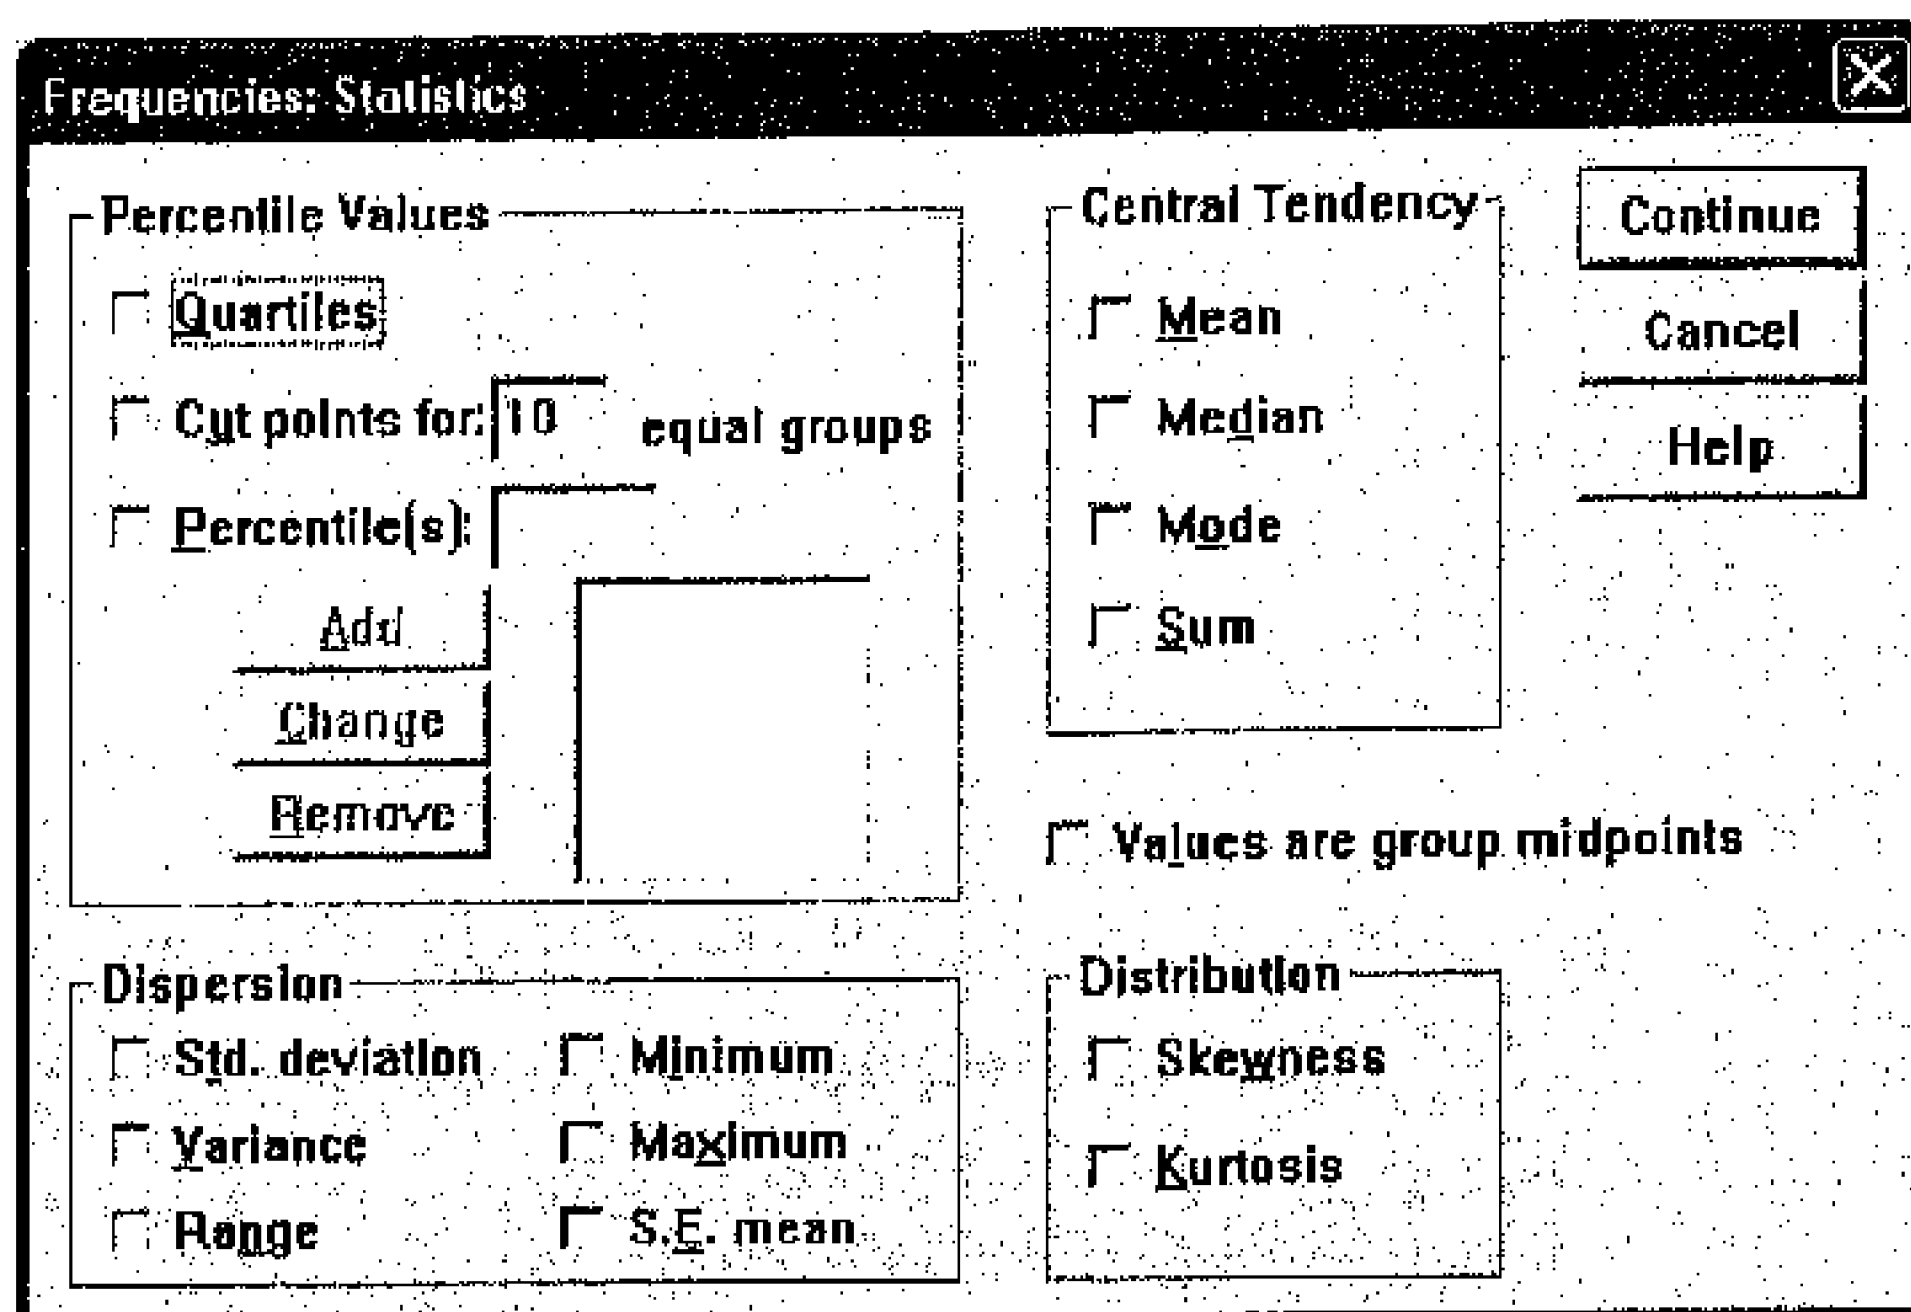 Frequencies: Statistics
Percentile Values
Quartiles
Cut points for: 10 equal groups
Percentile(s):
Add
Change
Remove
Central Tendency
Mean
Median
Mode
Sum
Continue
Cancel
Help
Values are group midpoints
Dispersion
Std. deviation
Minimum
Variance
Maximum
Range
S.E. mean
Distribution
Skewness
Kurtosis